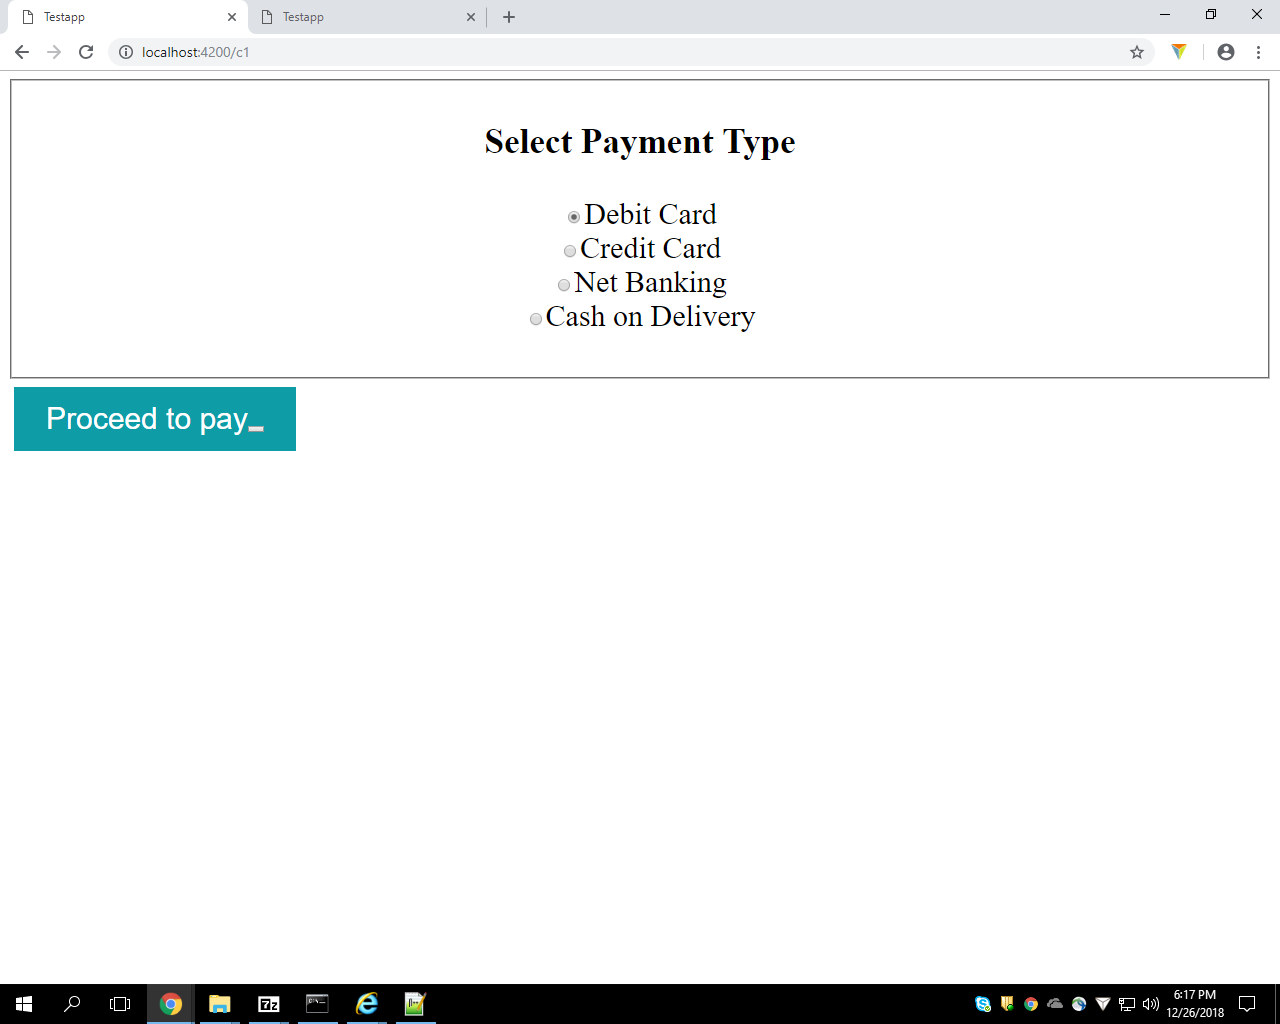 Testapp
Testapp
localhost:4200/c1
Select Payment Type
Debit Card
Credit Card
Net Banking
Cash on Delivery
Proceed to pay
7z
C:\.
6:17 PM
12/26/2018